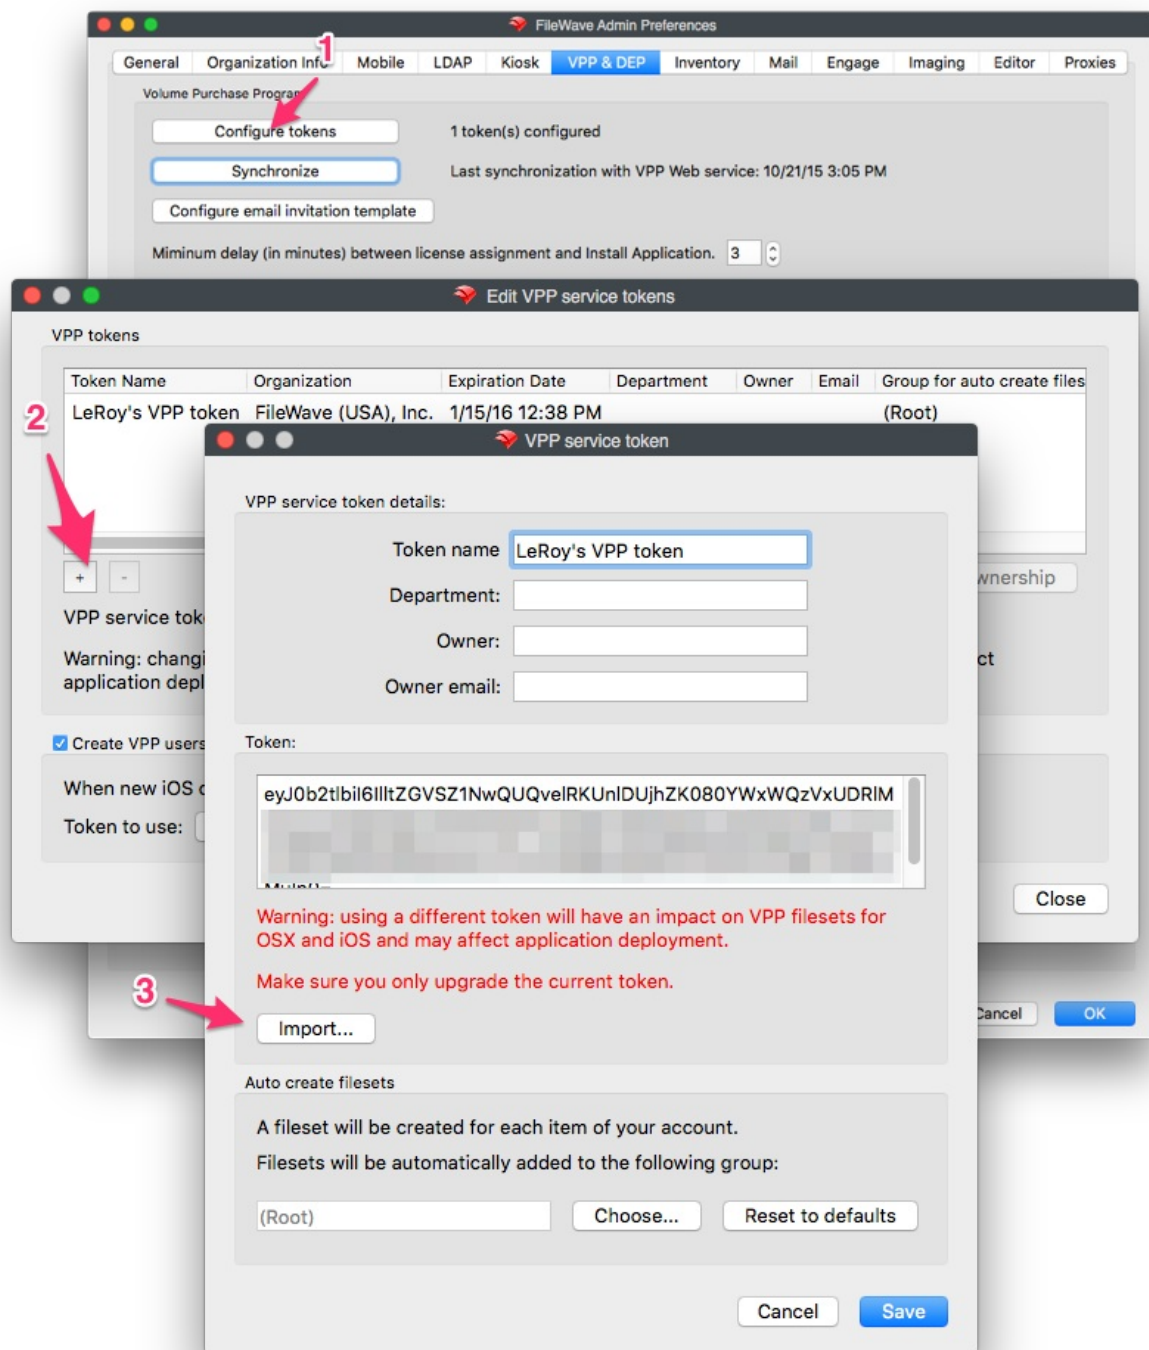 FileWave Admin Preferences
1
General Organization Info Mobile LDAP Kiosk VPP & DEP Inventory Mail Engage Imaging Editor Proxies
Volume Purchase Program
Configure tokens 1 token(s) configured
Synchronize Last synchronization with VPP Web service: 10/21/15 3:05 PM
Configure email invitation template
Miminum delay (in minutes) between license assignment and Install Application. 3
Edit VPP service tokens
VPP tokens
Token Name Organization Expiration Date Department Owner Email Group for auto create files
LeRoy's VPP token FileWave (USA), Inc. 1/15/16 12:38 PM (Root)
2
VPP service token
VPP service token details:
Token name LeRoy's VPP token
Department:
Owner:
Owner email:
+ - wnership
VPP service tok
Warning: changi ct
application depl
Create VPP users
When new iOS
Token to use:
Token:
Warning: using a different token will have an impact on VPP filesets for
OSX and iOS and may affect application deployment.
Make sure you only upgrade the current token.
3
Import...
Close
Cancel OK
Auto create filesets
A fileset will be created for each item of your account.
Filesets will be automatically added to the following group:
(Root) Choose... Reset to defaults
Cancel Save